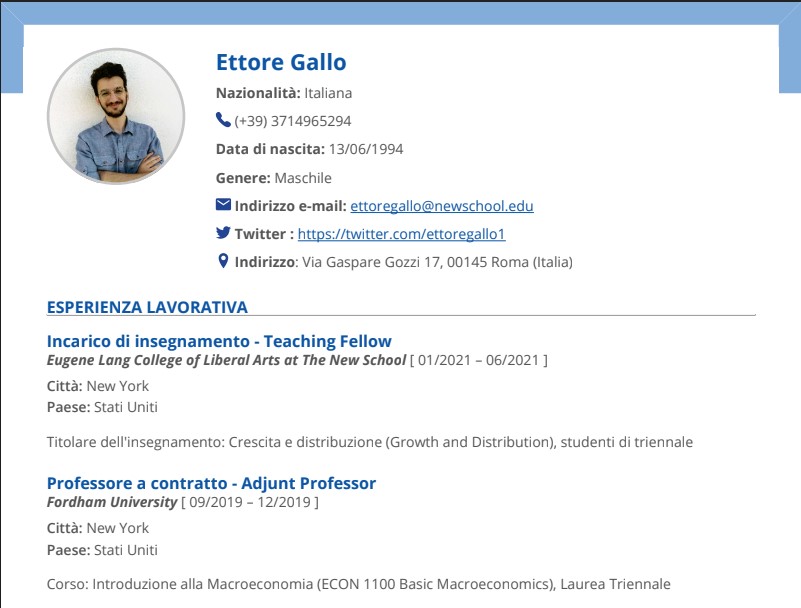 Ettore Gallo
Nazionalità: Italiana
(+39) 3714965294
Data di nascita: 13/06/1994
Genere: Maschile
Indirizzo e-mail: ettoregallo@newschool.edu
Twitter : https://twitter.com/ettoregallo1
Indirizzo: Via Gaspare Gozzi 17, 00145 Roma (Italia)
ESPERIENZA LAVORATIVA
Incarico di insegnamento - Teaching Fellow
Eugene Lang College of Liberal Arts at The New School [ 01/2021 – 06/2021 ]
Città: New York
Paese: Stati Uniti
Titolare dell'insegnamento: Crescita e distribuzione (Growth and Distribution), studenti di triennale
Professore a contratto - Adjunt Professor
Fordham University [ 09/2019 – 12/2019 ]
Città: New York
Paese: Stati Uniti
Corso: Introduzione alla Macroeconomia (ECON 1100 Basic Macroeconomics), Laurea Triennale